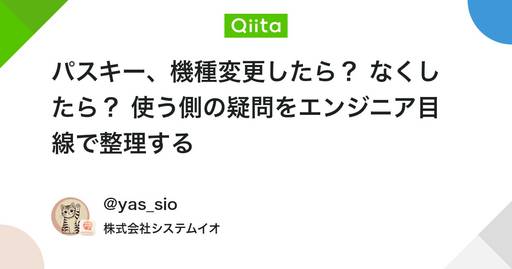 Qiita
パスキー、機種変更したら？ なくし
たら？ 使う側の疑問をエンジニア目
線で整理する
@yas_sio
株式会社システムイオ